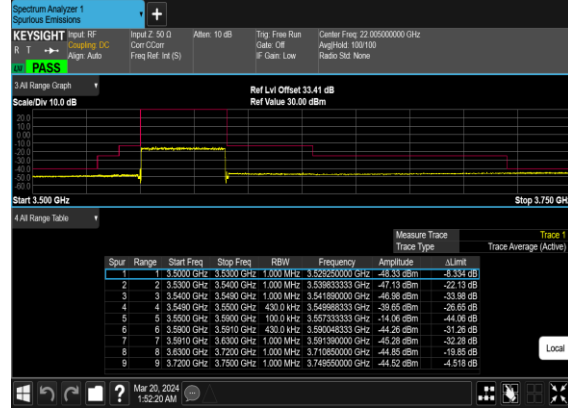 Spectrum Analyzer 1
Spurious Emissions
KEYSIGHT Input: RF Input Z: 50 Ω Atten: 10 dB Trig: Free Run Center Freq: 22.005000000 GHz
R T Coupling: DC Corr CCorr Gate: Off Avg|Hold: 100/100
Align: Auto Freq Ref: Int (S) IF Gain: Low Radio Std: None
PASS
3 All Range Graph
Ref Lvl Offset 33.41 dB
Scale/Div 10.0 dB Ref Value 30.00 dBm
20.0
10.0
0.00
-10.0
-20.0
-30.0
-40.0
-50.0
-60.0
Start 3.500 GHz Stop 3.750 GHz
4 All Range Table
Measure Trace Trace 1
Trace Type Trace Average (Active)
Spur Range Start Freq Stop Freq RBW Frequency Amplitude ΔLimit
1 1 3.5000 GHz 3.5300 GHz 1.000 MHz 3.529250000 GHz -48.33 dBm -8.334 dB
2 2 3.5300 GHz 3.5400 GHz 1.000 MHz 3.539833333 GHz -47.13 dBm -22.13 dB
3 3 3.5400 GHz 3.5490 GHz 1.000 MHz 3.541890000 GHz -46.98 dBm -33.98 dB
4 4 3.5490 GHz 3.5500 GHz 430.0 kHz 3.549988333 GHz -39.65 dBm -26.65 dB
5 5 3.5500 GHz 3.5900 GHz 100.0 kHz 3.557333333 GHz -14.06 dBm -44.06 dB
6 6 3.5900 GHz 3.5910 GHz 430.0 kHz 3.590048333 GHz -44.26 dBm -31.26 dB
7 7 3.5910 GHz 3.6300 GHz 1.000 MHz 3.591390000 GHz -45.28 dBm -32.28 dB
8 8 3.6300 GHz 3.7200 GHz 1.000 MHz 3.710850000 GHz -44.85 dBm -19.85 dB
9 9 3.7200 GHz 3.7500 GHz 1.000 MHz 3.749550000 GHz -44.52 dBm -4.518 dB
Local
Mar 20, 2024
1:52:20 AM